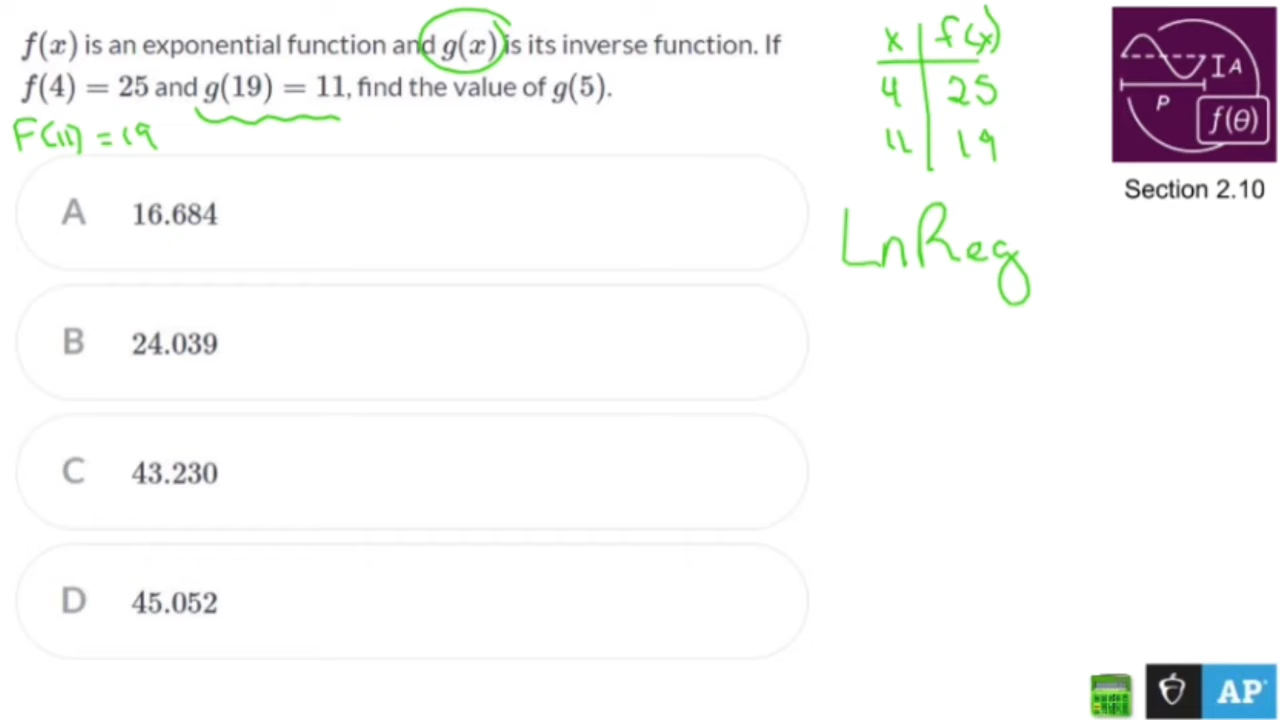 f(x) is an exponential function and g(x) is its inverse function. If
f(4) = 25 and g(19) = 11, find the value of g(5).
F(11) = 19
A 16.684
B 24.039
C 43.230
D 45.052
x f(x)
4 25
11 19
LnReg
A
P
f(θ)
Section 2.10
AP